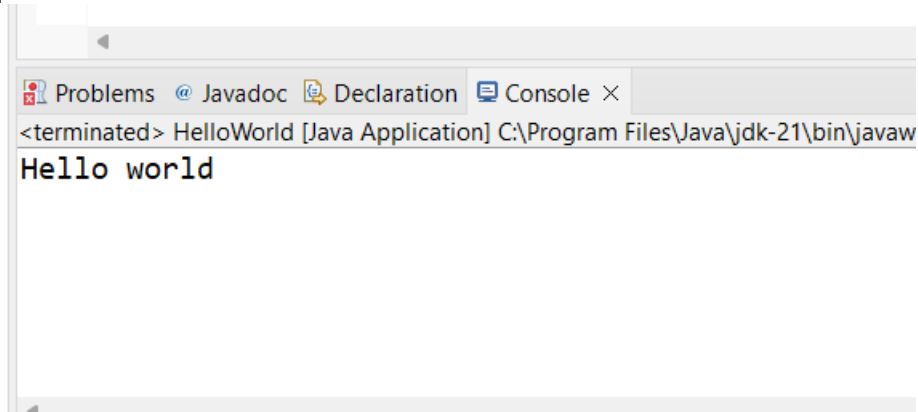 Problems @ Javadoc Declaration Console
<terminated> HelloWorld [Java Application] C:\Program Files\Java\jdk-21\bin\javaw
Hello world